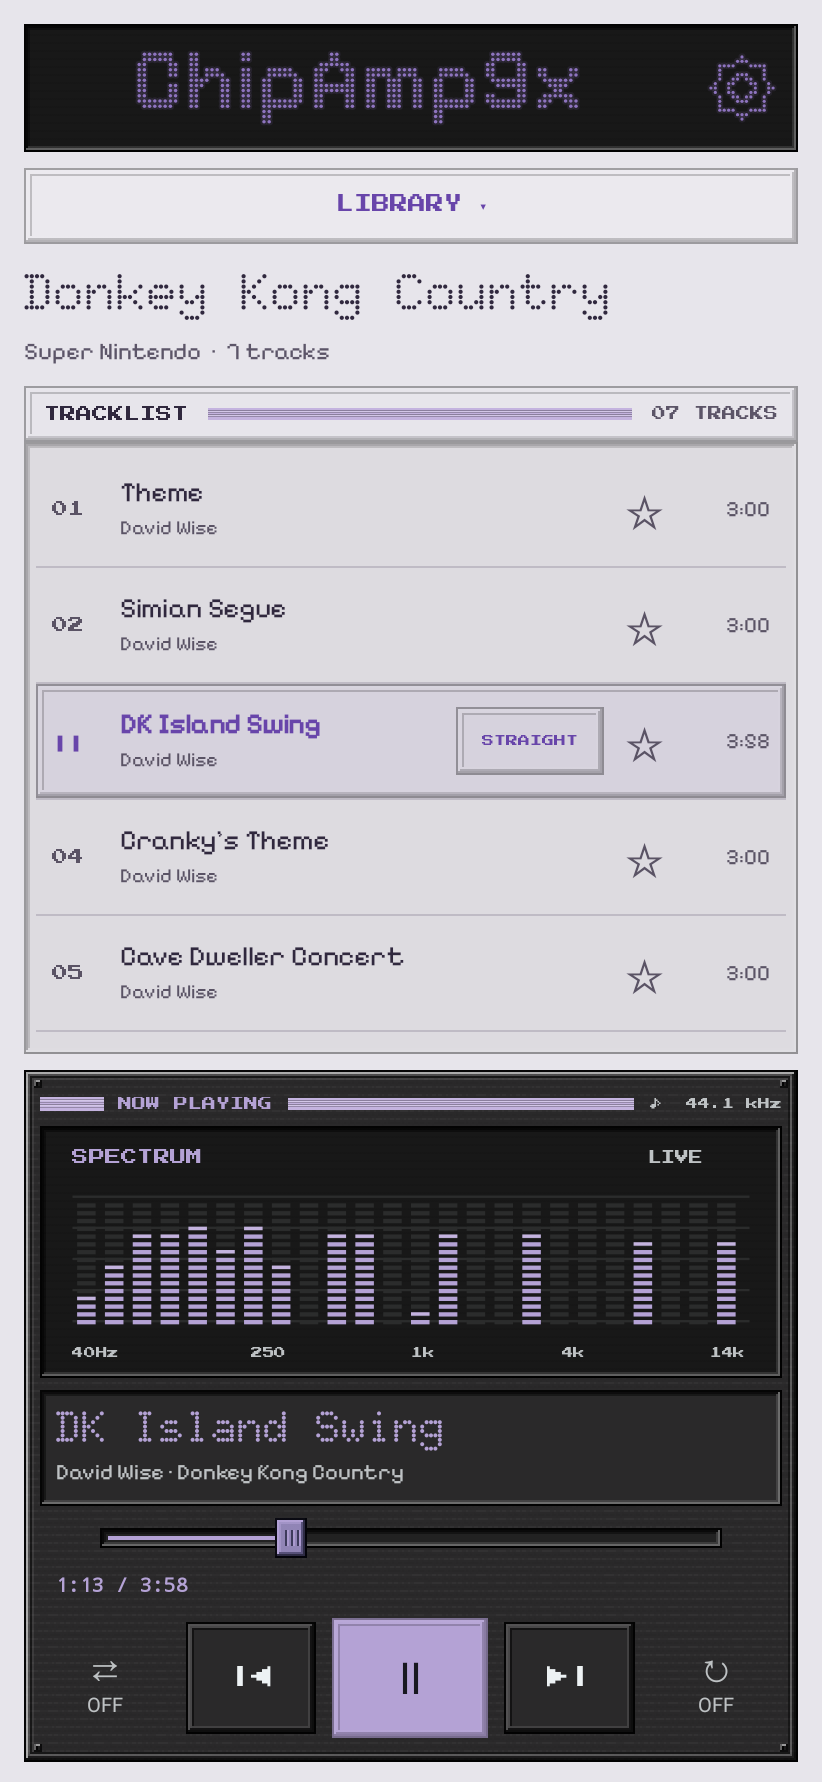 ChipAmp9x
LIBRARY ▾
Donkey Kong Country
Super Nintendo · 7 tracks
TRACKLIST 07 TRACKS
01 Theme 3:00
David Wise
02 Simian Segue 3:00
David Wise
DK Island Swing STRAIGHT 3:58
David Wise
04 Cranky's Theme 3:00
David Wise
05 Cave Dweller Concert 3:00
David Wise
NOW PLAYING ♪ 44.1 kHz
SPECTRUM LIVE
40Hz 250 1k 4k 14k
DK Island Swing
David Wise · Donkey Kong Country
1:13 / 3:58
OFF OFF